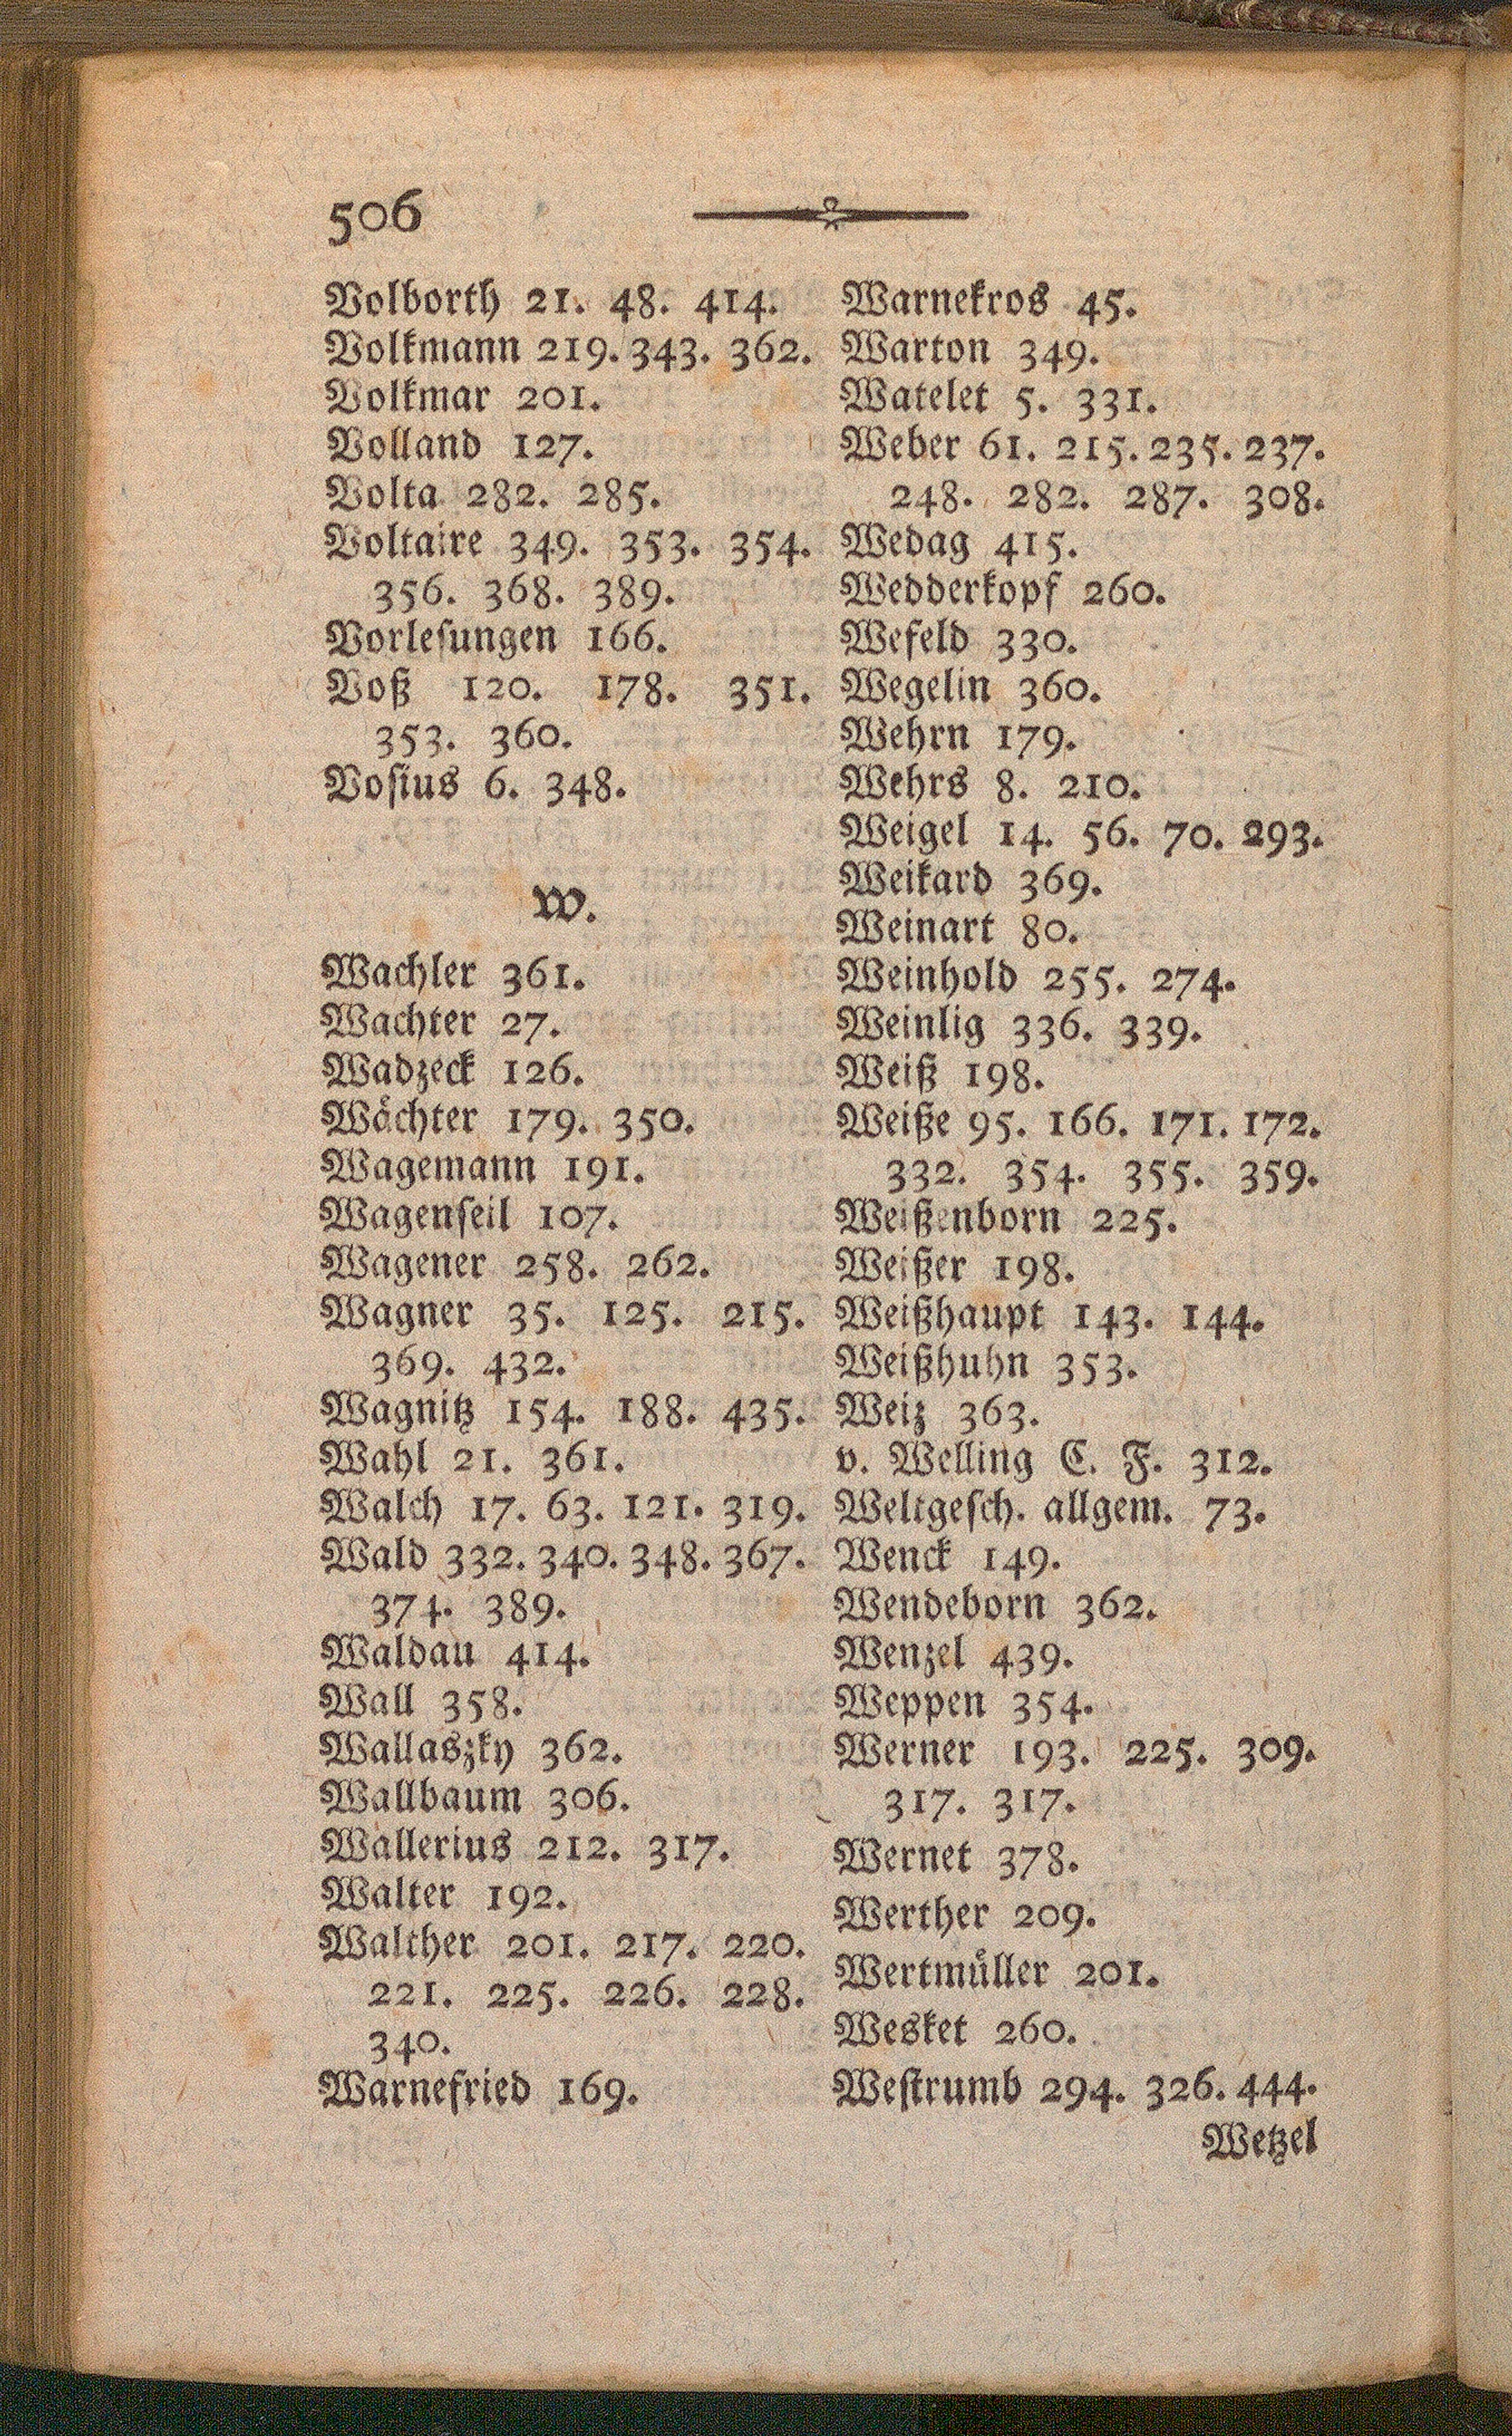 506
Volborth 21. 48. 414.
Volkmann 219. 343. 362.
Volkmar 201.
Volland 127.
Volta 282. 285.
Voltaire 349. 353. 354.
356. 368. 389.
Vorleſungen 166.
Voß 120. 178. 351.
353. 360.
Voſius 6. 348.
W.
Wachler 361.
Wachter 27.
Wadzeck 126.
Wächter 179. 350.
Wagemann 191.
Wagenſeil 107.
Wagener 258. 262.
Wagner 35. 125. 215.
369. 432.
Wagnitz 154. 188. 435.
Wahl 21. 361.
Walch 17. 63. 121. 319.
Wald 332. 340. 348. 367.
374. 389.
Waldau 414.
Wall 358.
Wallaszky 362.
Wallbaum 306.
Wallerius 212. 317.
Walter 192.
Walther 201. 217. 220.
221. 225. 226. 228.
340.
Warnefried 169.
Warnekros 45.
Warton 349.
Watelet 5. 331.
Weber 61. 215. 235. 237.
248. 282. 287. 308.
Wedag 415.
Wedderkopf 260.
Wefeld 330.
Wegelin 360.
Wehrn 179.
Wehrs 8. 210.
Weigel 14. 56. 70. 293.
Weikard 369.
Weinart 80.
Weinhold 255. 274.
Weinlig 336. 339.
Weiß 198.
Weiße 95. 166. 171. 172.
332. 354. 355. 359.
Weißenborn 225.
Weißer 198.
Weißhaupt 143. 144.
Weißhuhn 353.
Weiz 363.
v. Welling C. F. 312.
Weltgeſch. allgem. 73.
Wenck 149.
Wendeborn 362.
Wenzel 439.
Weppen 354.
Werner 193. 225. 309.
317. 317.
Wernet 378.
Werther 209.
Wertmüller 201.
Wesket 260.
Weſtrumb 294. 326. 444.
Wetzel